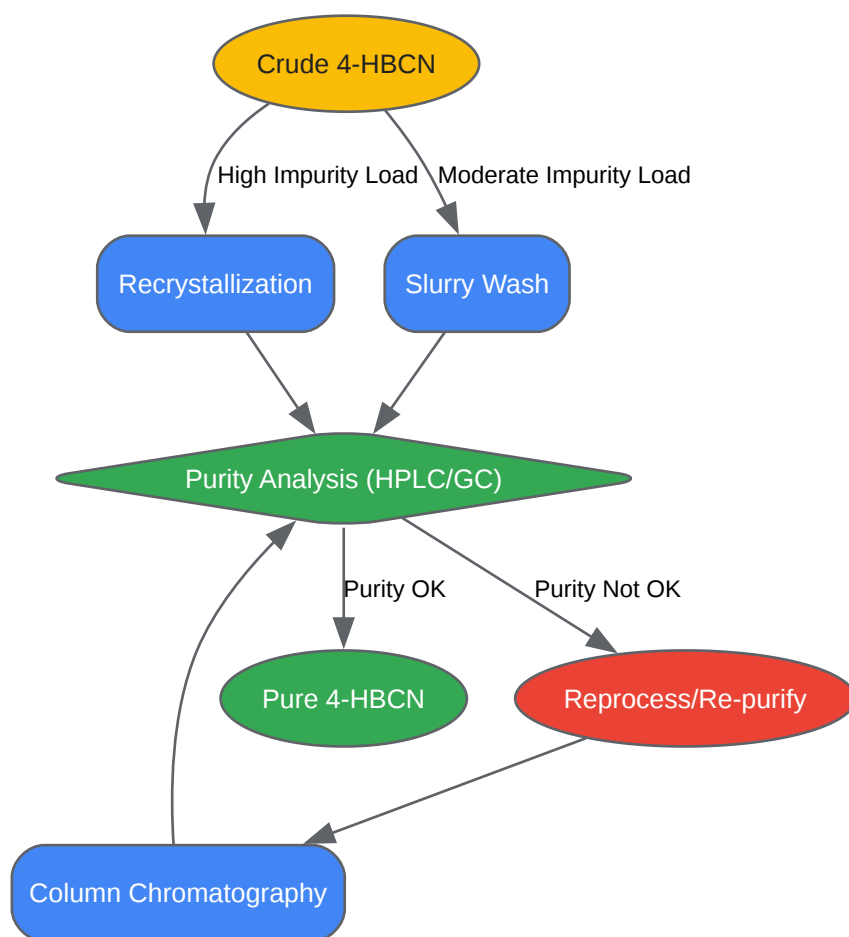 Crude 4-HBCN
High Impurity Load
Moderate Impurity Load
Recrystallization
Slurry Wash
Purity Analysis (HPLC/GC)
Purity OK
Purity Not OK
Pure 4-HBCN
Reprocess/Re-purify
Column Chromatography